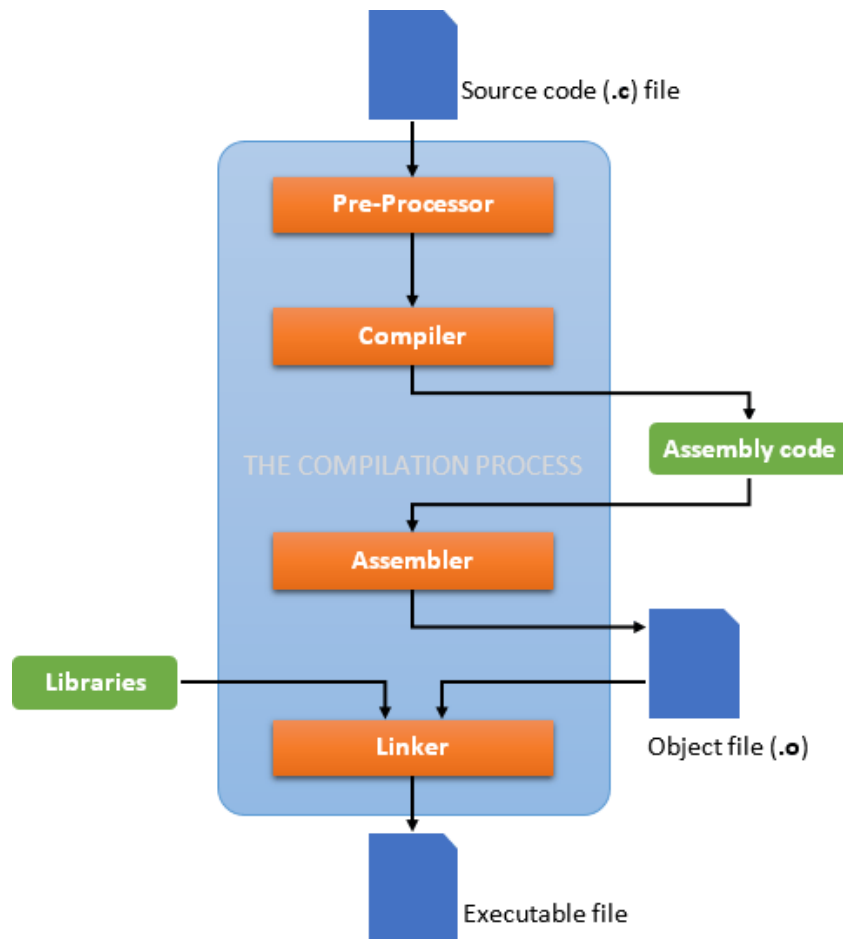 Source code (.c) file
Pre-Processor
Compiler
Assembly code
THE COMPILATION PROCESS
Assembler
Libraries
Linker
Object file (.o)
Executable file